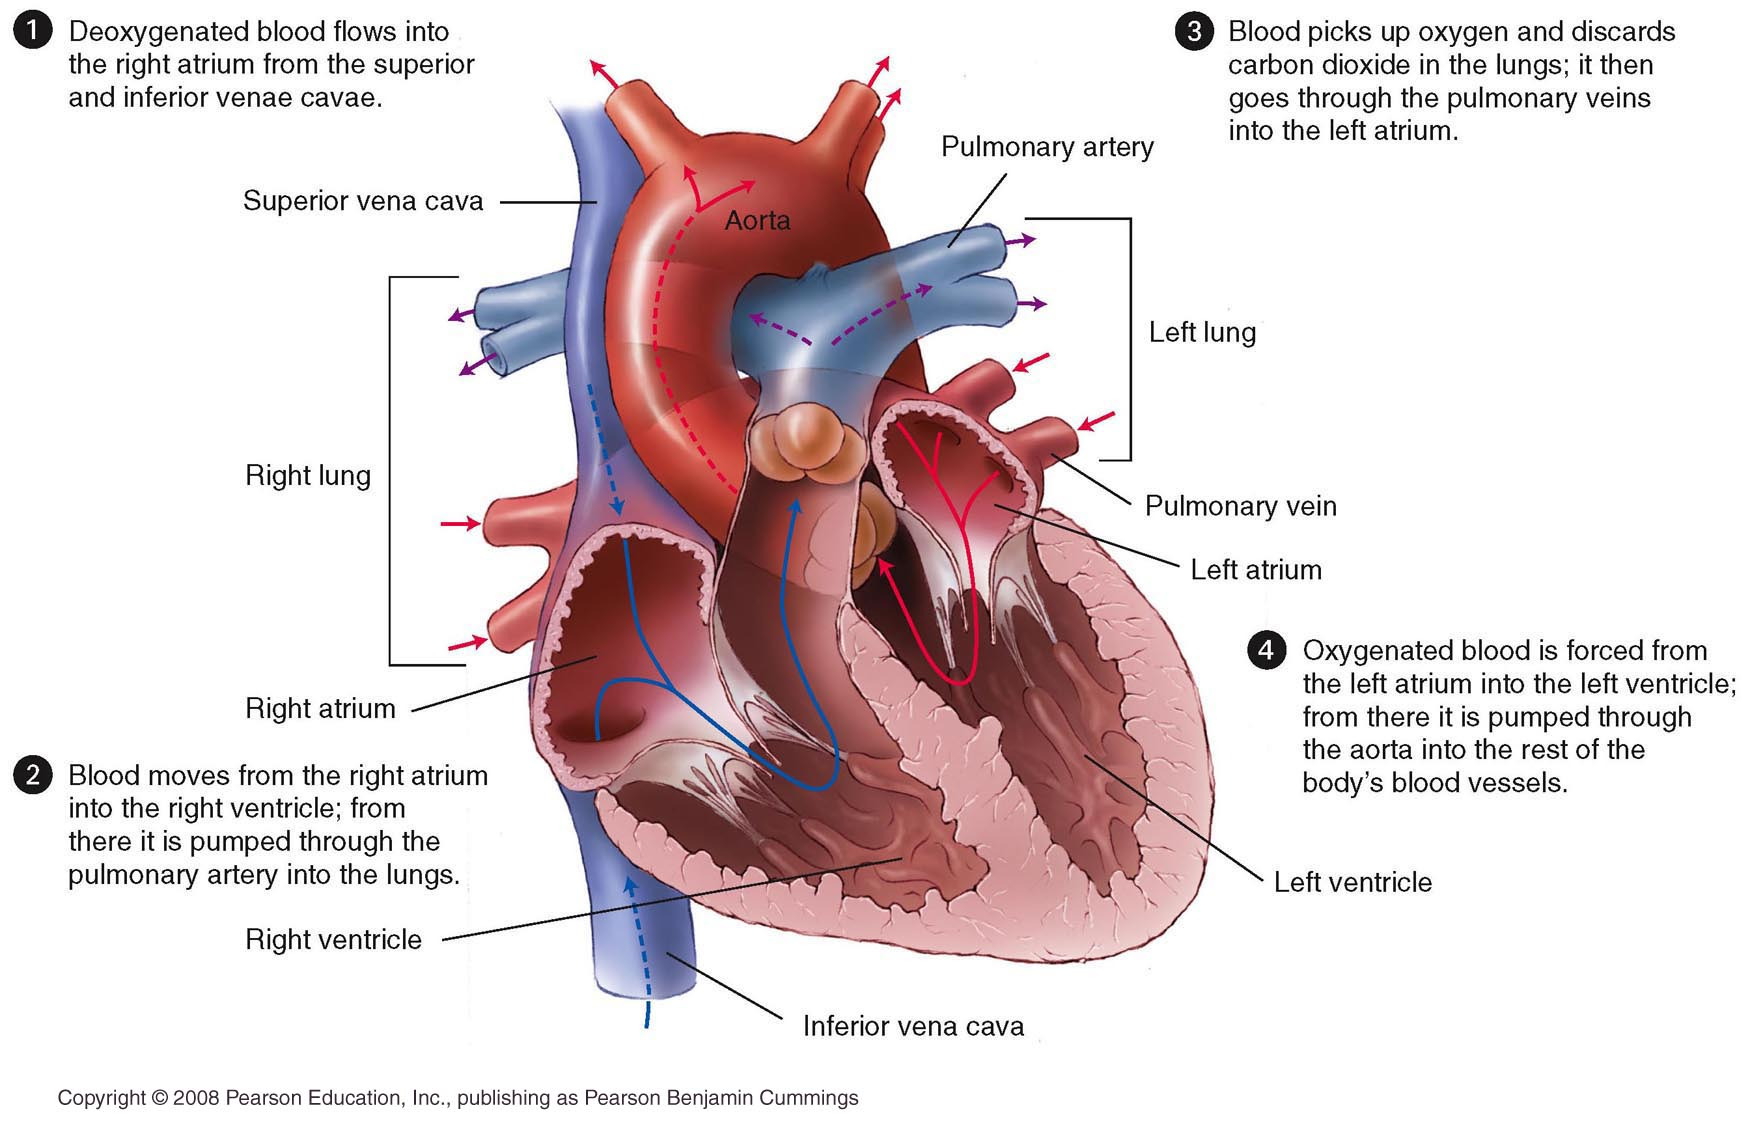 1 Deoxygenated blood flows into
the right atrium from the superior
and inferior venae cavae.
3 Blood picks up oxygen and discards
carbon dioxide in the lungs; it then
goes through the pulmonary veins
into the left atrium.
Pulmonary artery
Superior vena cava
Aorta
Left lung
Right lung
Pulmonary vein
Left atrium
4 Oxygenated blood is forced from
the left atrium into the left ventricle;
from there it is pumped through
the aorta into the rest of the
body's blood vessels.
Right atrium
2 Blood moves from the right atrium
into the right ventricle; from
there it is pumped through the
pulmonary artery into the lungs.
Left ventricle
Right ventricle
Inferior vena cava
Copyright © 2008 Pearson Education, Inc., publishing as Pearson Benjamin Cummings